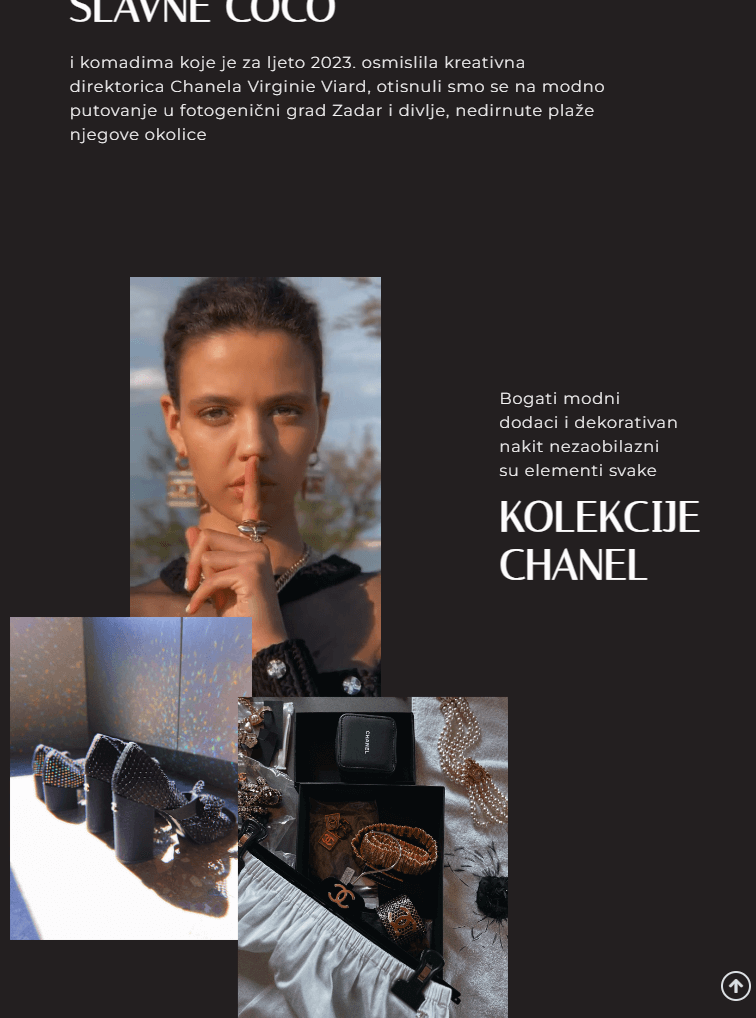 SLAVNE COCO
i komadima koje je za ljeto 2023. osmislila kreativna
direktorica Chanela Virginie Viard, otisnuli smo se na modno
putovanje u fotogenični grad Zadar i divlje, nedirnute plaže
njegove okolice
Bogati modni
dodaci i dekorativan
nakit nezaobilazni
su elementi svake
KOLEKCIJE
CHANEL
CHANEL